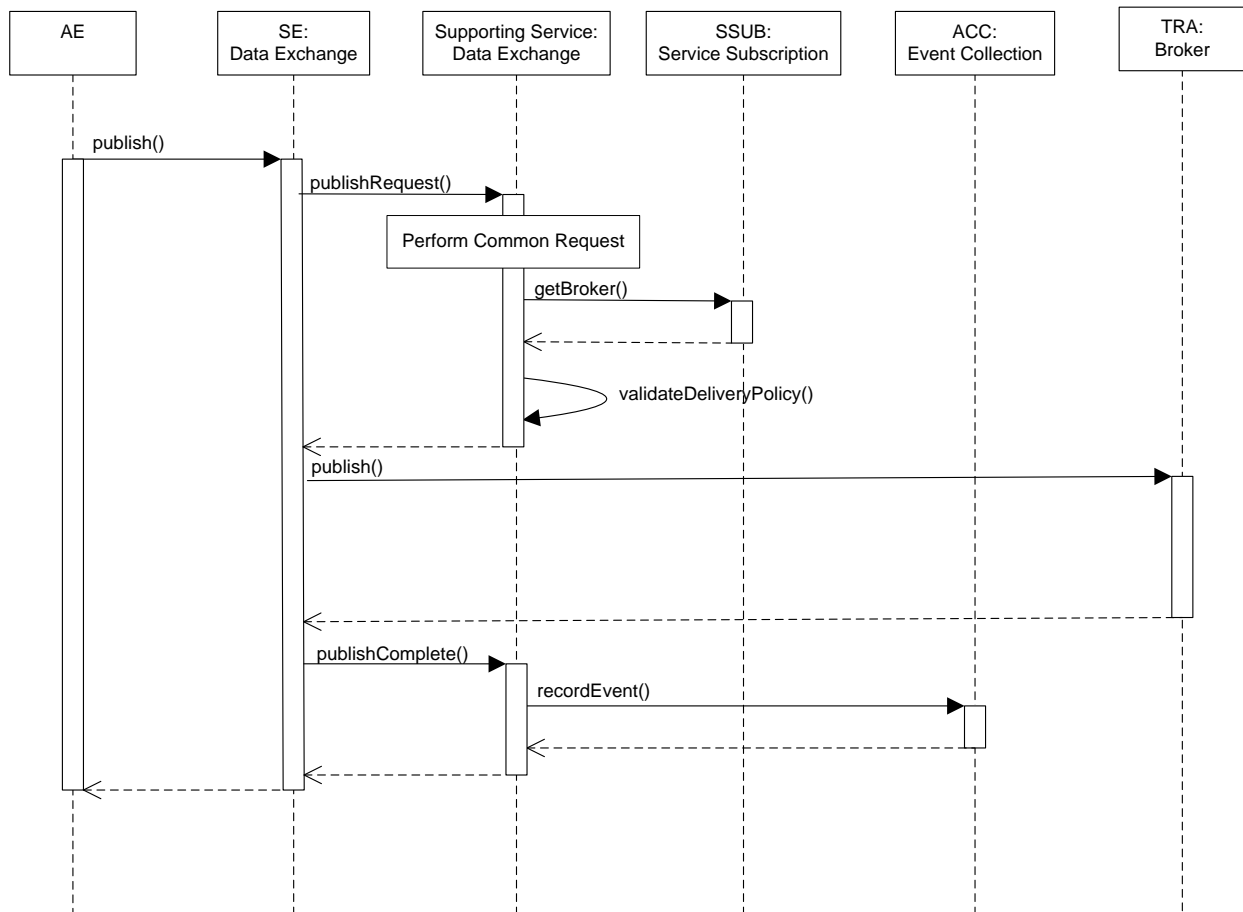 AE
SE:
Data Exchange
Supporting Service:
Data Exchange
SSUB:
Service Subscription
ACC:
Event Collection
TRA:
Broker
publish()
publishRequest()
Perform Common Request
getBroker()
validateDeliveryPolicy()
publish()
publishComplete()
recordEvent()